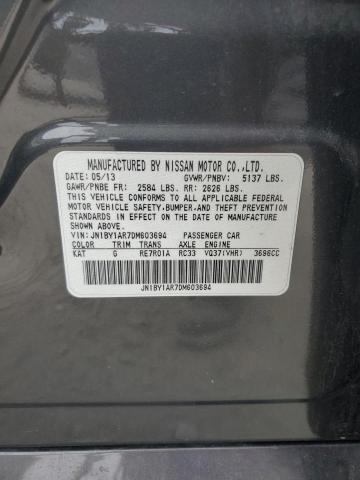 MANUFACTURED BY NISSAN MOTOR CO.,LTD.
DATE: 05/13 GVWR/PNBV: 5137 LBS.
GAWR/PNBE FR: 2584 LBS. RR: 2626 LBS.
THIS VEHICLE CONFORMS TO ALL APPLICABLE FEDERAL
MOTOR VEHICLE SAFETY,BUMPER,AND THEFT PREVENTION
STANDARDS IN EFFECT ON THE DATE OF MANUFACTURE
SHOWN ABOVE.
VIN: JN1BY1AR7DM603694 PASSENGER CAR
COLOR TRIM TRANS AXLE ENGINE
KAT G RE7R01A RC33 VQ37(VHR) 3696CC
JN1BY1AR7DM603694